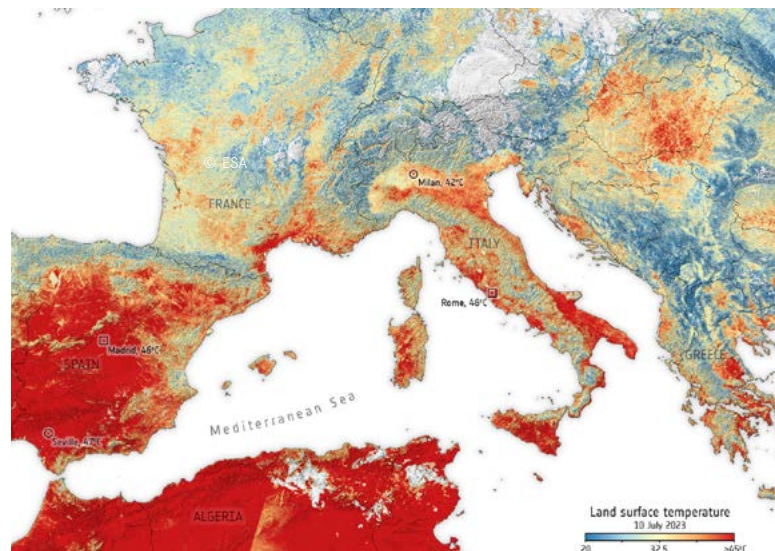 © ESA
Milan, 42°C
FRANCE
ITALY
Rome, 46°C
Madrid, 46°C
SPAIN
GREECE
Mediterranean Sea
Seville, 47°C
ALGERIA
Land surface temperature
10 July 2023
20 32.5 >45°C